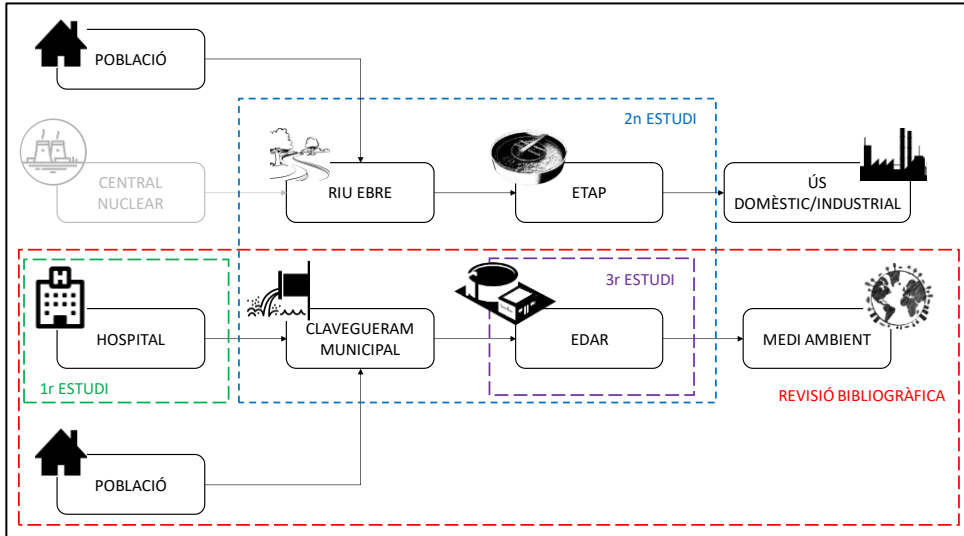 POBLACIÓ
2n ESTUDI
CENTRAL
NUCLEAR
RIU EBRE
ETAP
ÚS
DOMÈSTIC/INDUSTRIAL
H
3r ESTUDI
HOSPITAL
CLAVEGUERAM
MUNICIPAL
EDAR
MEDI AMBIENT
1r ESTUDI
REVISIÓ BIBLIOGRÀFICA
POBLACIÓ